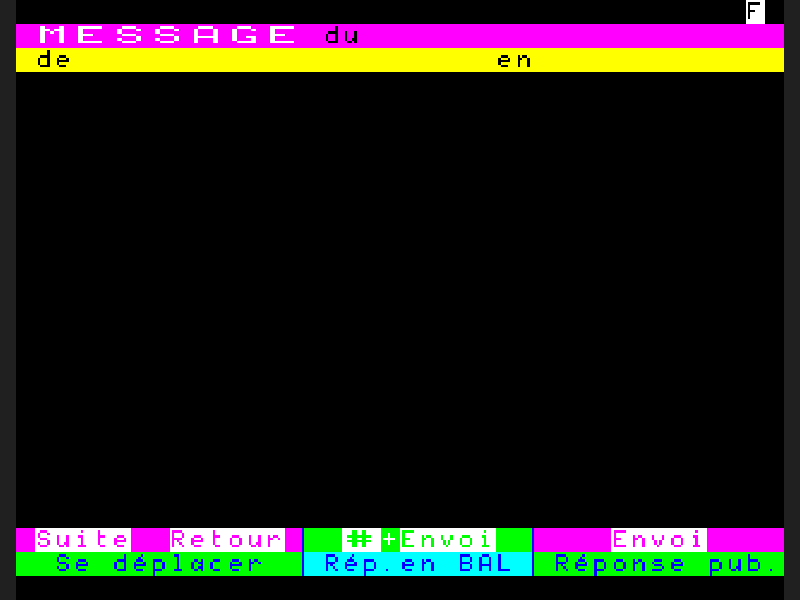 F
MESSAGE du
de en
Suite Retour # +Envoi Envoi
Se déplacer Rép.en BAL Réponse pub.